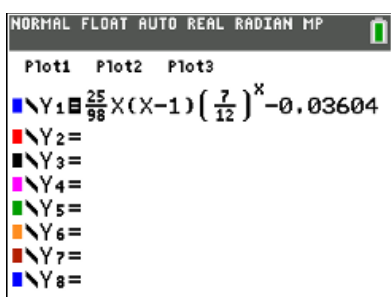 NORMAL FLOAT AUTO REAL RADIAN MP
Plot1 Plot2 Plot3
\Y₁=25/98 X(X-1)(7/12)^X-0.03604
\Y₂=
\Y₃=
\Y₄=
\Y₅=
\Y₆=
\Y₇=
\Y₈=